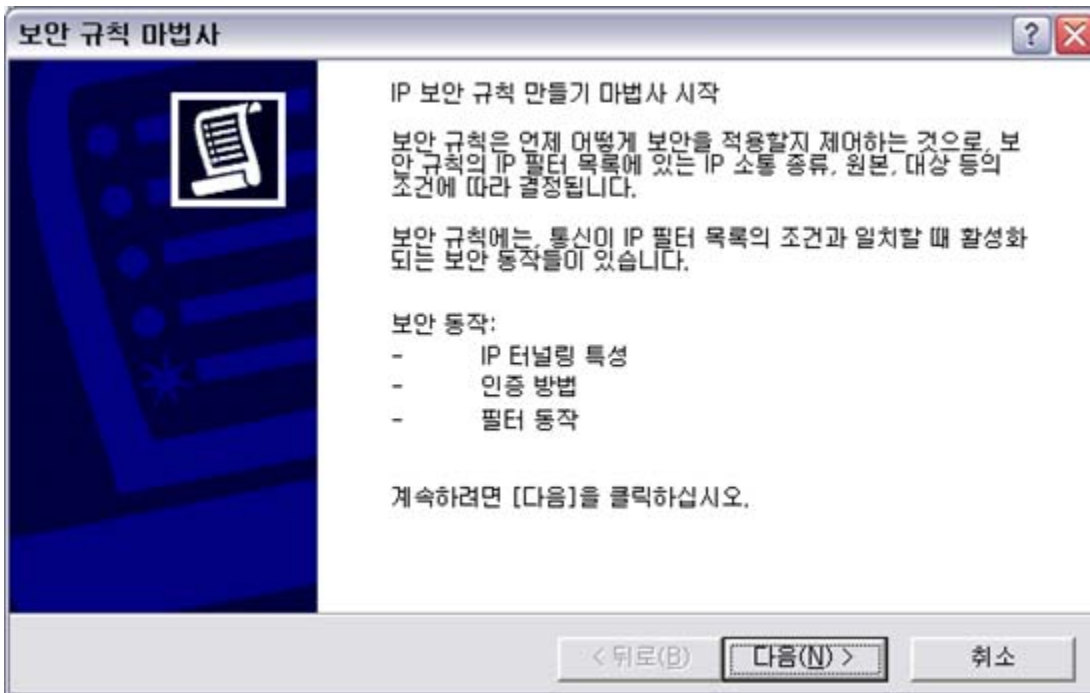 보안 규칙 마법사
IP 보안 규칙 만들기 마법사 시작
보안 규칙은 언제 어떻게 보안을 적용할지 제어하는 것으로, 보
안 규칙의 IP 필터 목록에 있는 IP 소통 종류, 원본, 대상 등의
조건에 따라 결정됩니다.
보안 규칙에는, 통신이 IP 필터 목록의 조건과 일치할 때 활성화
되는 보안 동작들이 있습니다.
보안 동작:
- IP 터널링 특성
- 인증 방법
- 필터 동작
계속하려면 [다음]을 클릭하십시오.
< 뒤로(B) 다음(N) > 취소